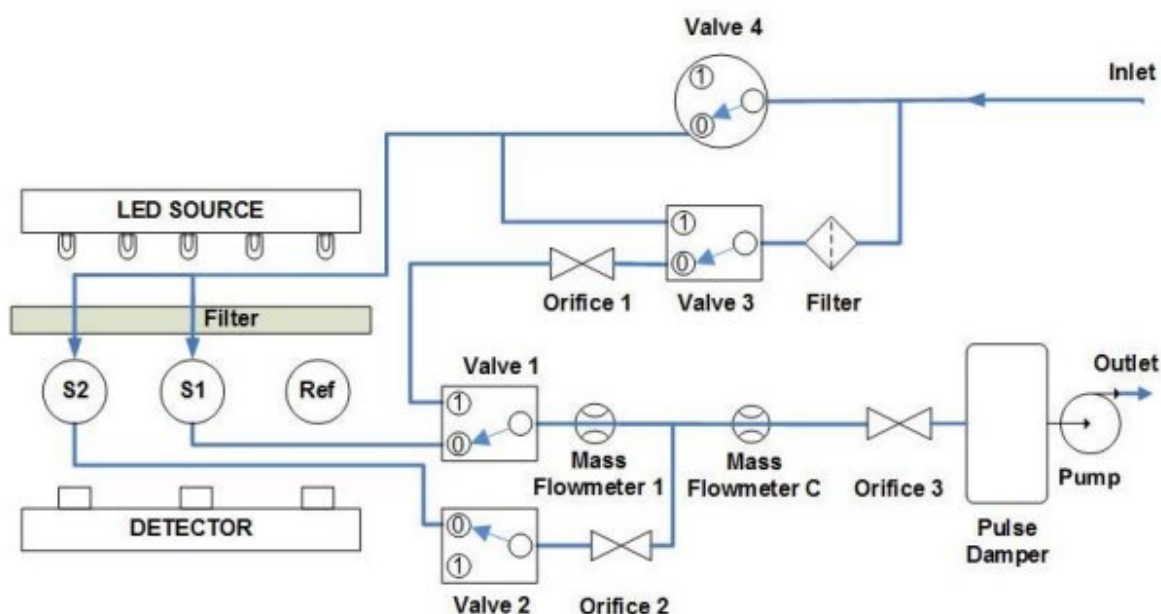 Valve 4
Inlet
1
0
LED SOURCE
1
0
Orifice 1
Valve 3
Filter
Filter
S2
S1
Ref
Valve 1
Outlet
1
0
Mass
Flowmeter 1
Mass
Flowmeter C
Orifice 3
Pump
DETECTOR
0
1
Pulse
Damper
Valve 2
Orifice 2